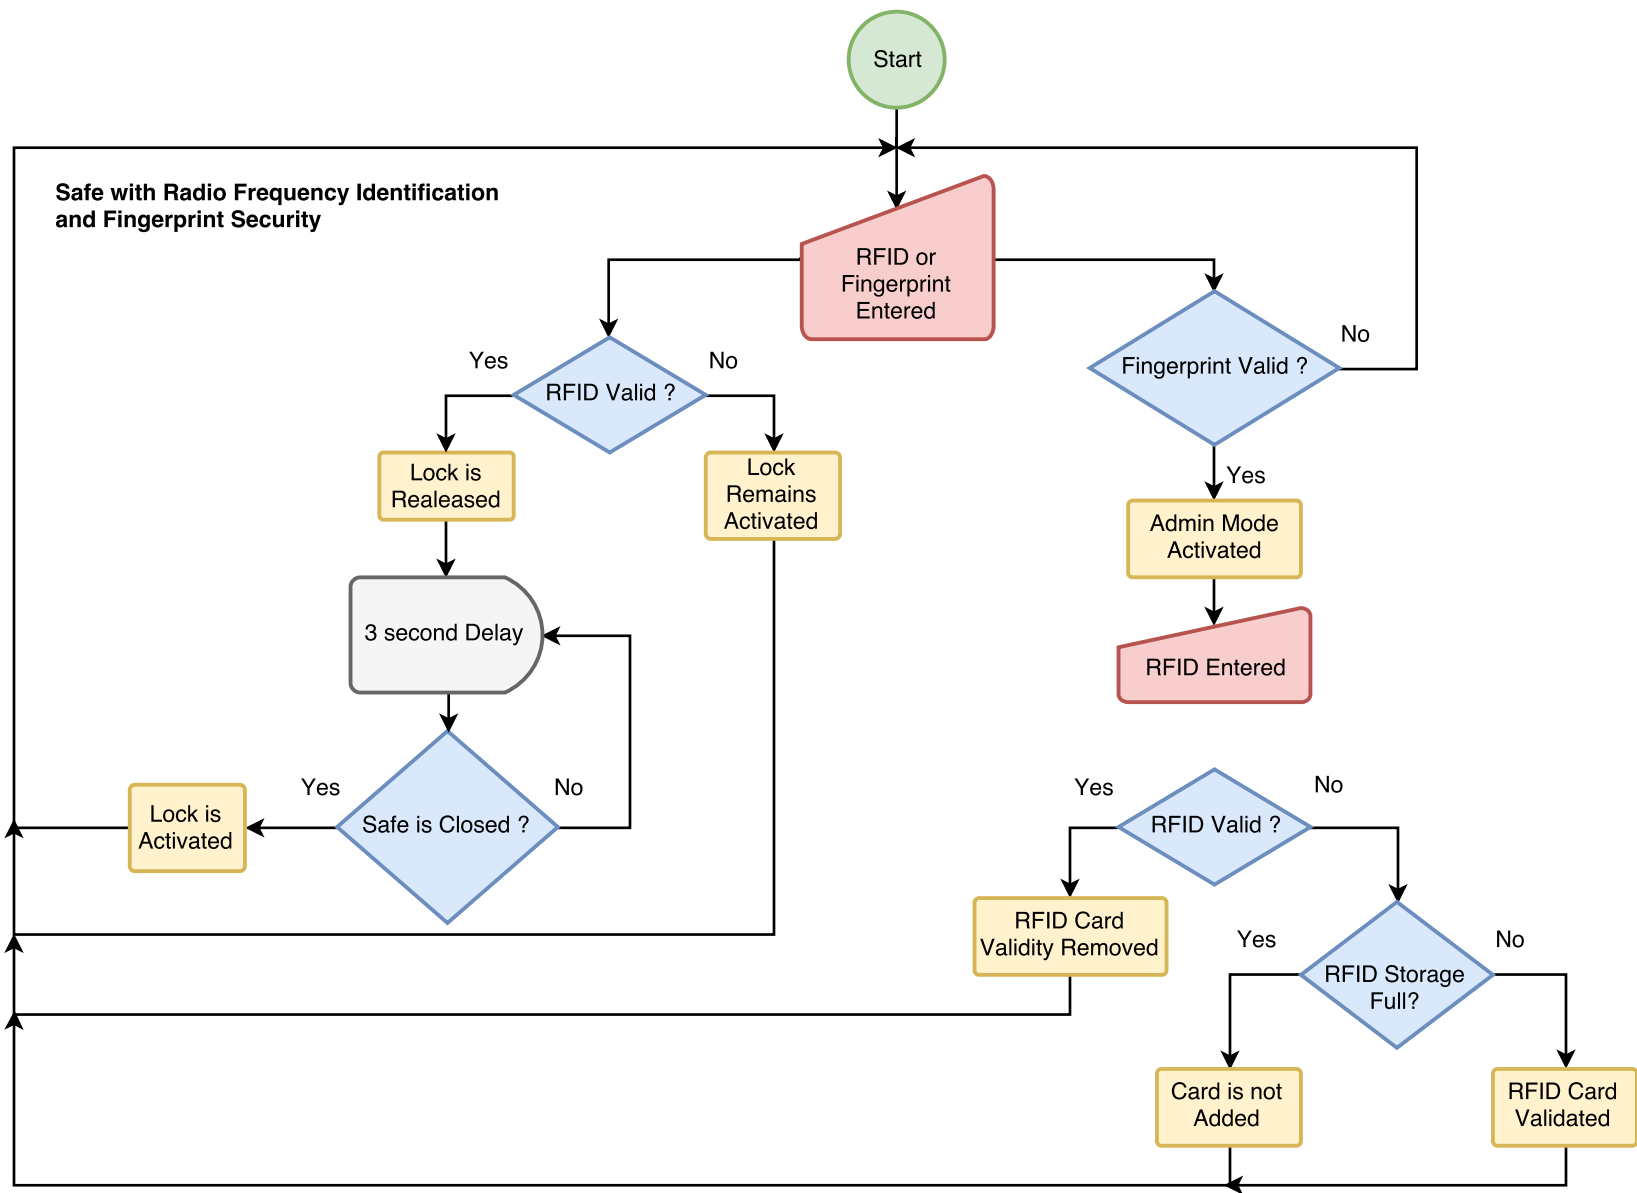 Start
Safe with Radio Frequency Identification
and Fingerprint Security
RFID or
Fingerprint
Entered
Yes
RFID Valid ?
No
Fingerprint Valid ?
No
Yes
Lock is
Realeased
Lock
Remains
Activated
Admin Mode
Activated
3 second Delay
RFID Entered
Lock is
Activated
Yes
Safe is Closed ?
No
Yes
RFID Valid ?
No
RFID Card
Validity Removed
Yes
RFID Storage
Full?
No
Card is not
Added
RFID Card
Validated